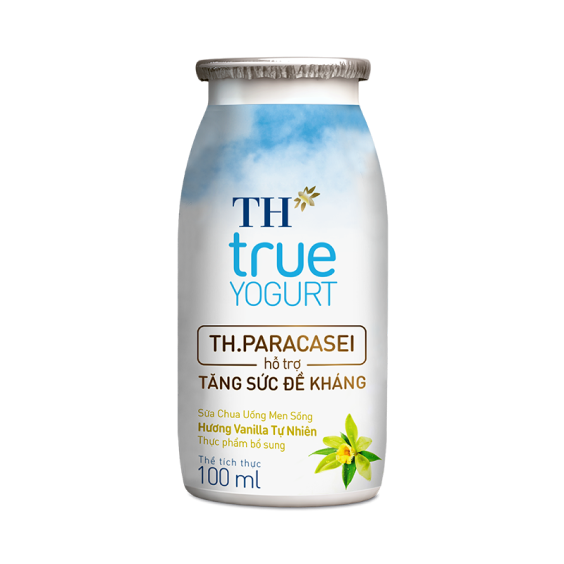 TH
true
YOGURT
TH.PARACASEI
hỗ trợ
TĂNG SỨC ĐỀ KHÁNG
Sữa Chua Uống Men Sống
Hương Vanilla Tự Nhiên
Thực phẩm bổ sung
Thể tích thực
100 ml